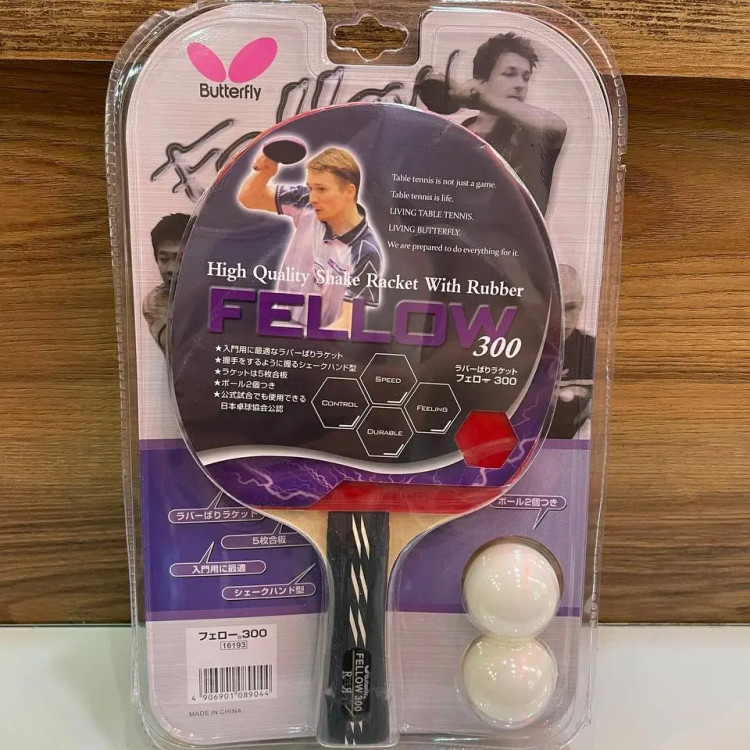 Butterfly
Table tennis is not just a game.
Table tennis is life.
LIVING TABLE TENNIS.
LIVING BUTTERFLY.
We are prepared to do everything for it.
High Quality Shake Racket With Rubber
FELLOW
300
ラバーばりラケット
フェロー 300
★入門用に最適なラバーばりラケット
★握手をするように握るシェークハンド型
★ラケットは5枚合板
★ボール2個つき
★公式試合でも使用できる
日本卓球協会公認
SPEED
CONTROL
FEELING
DURABLE
ラバーばりラケット
5枚合板
入門用に最適
シェークハンド型
ボール2個つき
フェロー®300
16193
4 906901 089044
MADE IN CHINA
Butterfly
FELLOW 300